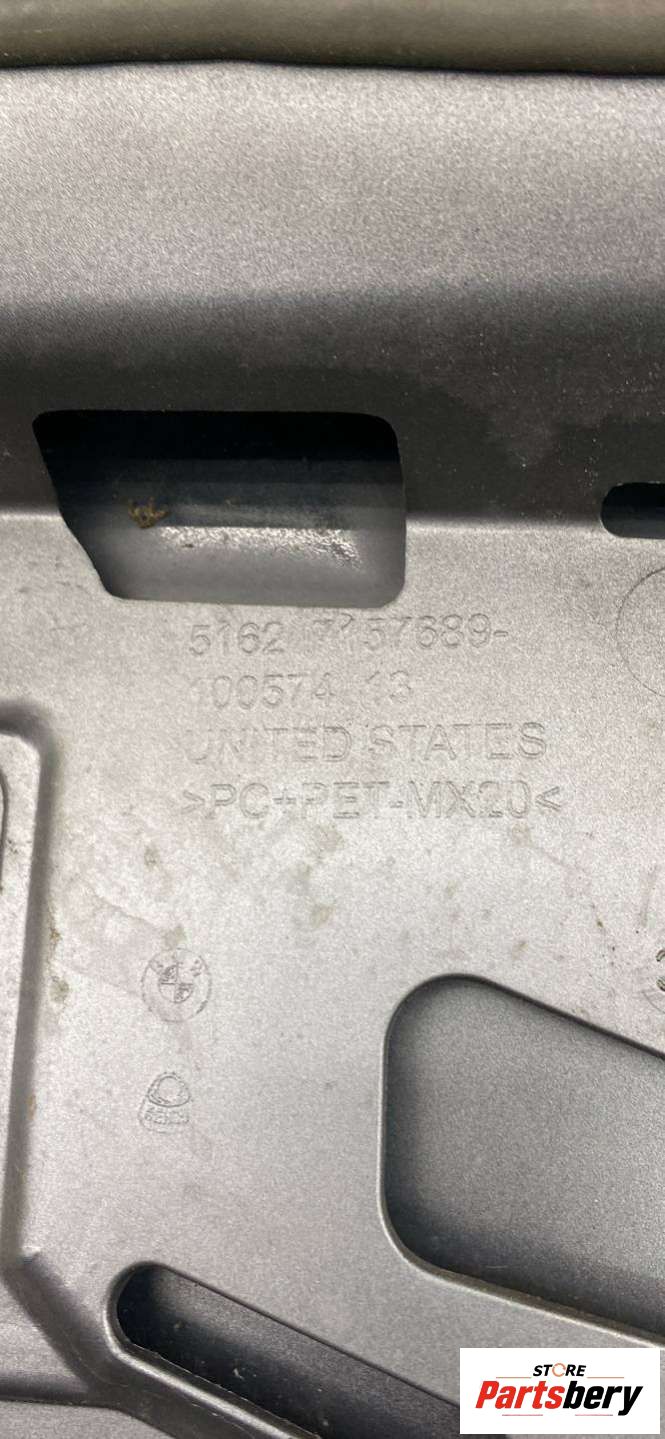 5162 7157689-
100574 13
UNITED STATES
>PC+PET-MX20<
STORE
Partsbery